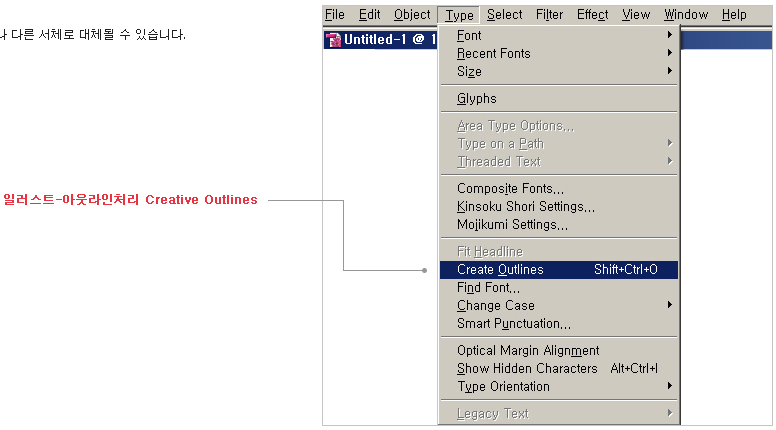 File Edit Object Type Select Filter Effect View Window Help
다른 서체로 대체될 수 있습니다.
Untitled-1 @ 1
Font
Recent Fonts
Size
Glyphs
Area Type Options...
Type on a Path
Threaded Text
Composite Fonts...
Kinsoku Shori Settings...
Mojikumi Settings...
일러스트-아웃라인처리 Creative Outlines
Fit Headline
Create Outlines Shift+Ctrl+O
Find Font...
Change Case
Smart Punctuation...
Optical Margin Alignment
Show Hidden Characters Alt+Ctrl+I
Type Orientation
Legacy Text